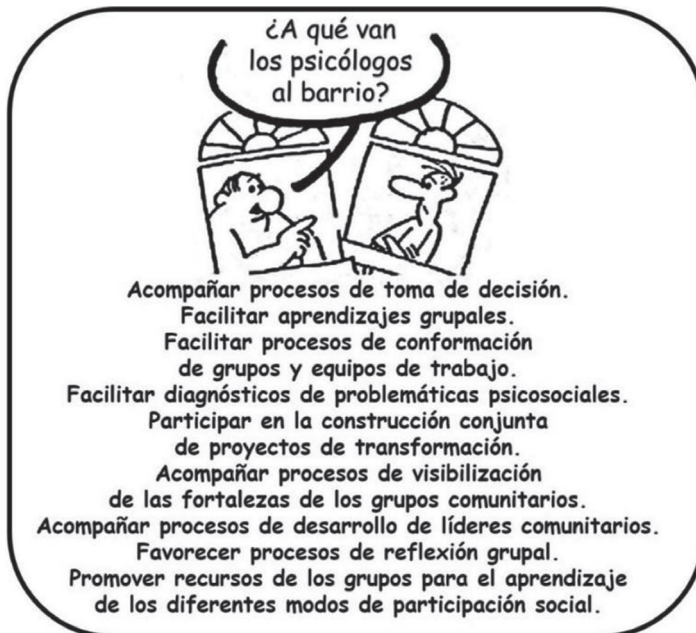 ¿A qué van
los psicólogos
al barrio?
Acompañar procesos de toma de decisión.
Facilitar aprendizajes grupales.
Facilitar procesos de conformación
de grupos y equipos de trabajo.
Facilitar diagnósticos de problemáticas psicosociales.
Participar en la construcción conjunta
de proyectos de transformación.
Acompañar procesos de visibilización
de las fortalezas de los grupos comunitarios.
Acompañar procesos de desarrollo de líderes comunitarios.
Favorecer procesos de reflexión grupal.
Promover recursos de los grupos para el aprendizaje
de los diferentes modos de participación social.